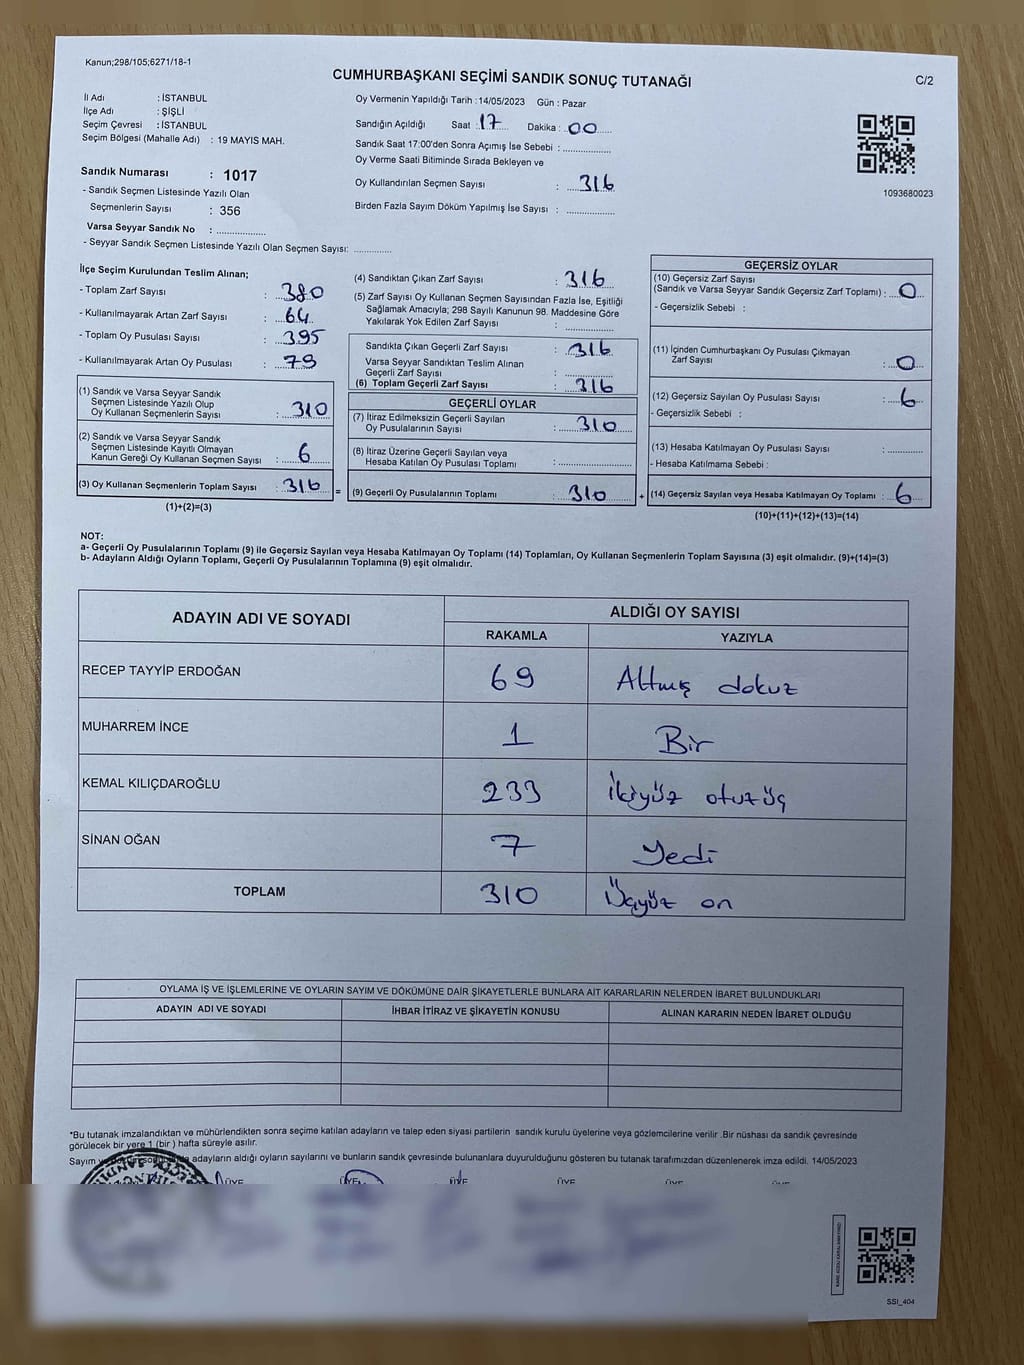 Kanun;298/105;6271/18-1
CUMHURBAŞKANI SEÇİMİ SANDIK SONUÇ TUTANAĞI
C/2
İl Adı : İSTANBUL
İlçe Adı : ŞİŞLİ
Seçim Çevresi : İSTANBUL
Seçim Bölgesi (Mahalle Adı) : 19 MAYIS MAH.
Sandık Numarası : 1017
- Sandık Seçmen Listesinde Yazılı Olan
Seçmenlerin Sayısı : 356
Varsa Seyyar Sandık No : ..................
- Seyyar Sandık Seçmen Listesinde Yazılı Olan Seçmen Sayısı: .............
Oy Vermenin Yapıldığı Tarih : 14/05/2023 Gün : Pazar
Sandığın Açıldığı Saat : 17 Dakika : 00
Sandık Saat 17:00'den Sonra Açımış İse Sebebi : ..................
Oy Verme Saati Bitiminde Sırada Bekleyen ve
Oy Kullandırılan Seçmen Sayısı : 316
Birden Fazla Sayım Döküm Yapılmış İse Sayısı : ..................
1093680023
İlçe Seçim Kurulundan Teslim Alınan;
- Toplam Zarf Sayısı : 380
- Kullanılmayarak Artan Zarf Sayısı : 64
- Toplam Oy Pusulası Sayısı : 395
- Kullanılmayarak Artan Oy Pusulası : 79
(1) Sandık ve Varsa Seyyar Sandık
Seçmen Listesinde Yazılı Olup
Oy Kullanan Seçmenlerin Sayısı : 310
(2) Sandık ve Varsa Seyyar Sandık
Seçmen Listesinde Kayıtlı Olmayan
Kanun Gereği Oy Kullanan Seçmen Sayısı : 6
(3) Oy Kullanan Seçmenlerin Toplam Sayısı : 316 =
(1)+(2)=(3)
(4) Sandıktan Çıkan Zarf Sayısı : 316
(5) Zarf Sayısı Oy Kullanan Seçmen Sayısından Fazla İse, Eşitliği
Sağlamak Amacıyla; 298 Sayılı Kanunun 98. Maddesine Göre
Yakılarak Yok Edilen Zarf Sayısı : ..................
Sandıkta Çıkan Geçerli Zarf Sayısı : 316
Varsa Seyyar Sandıktan Teslim Alınan
Geçerli Zarf Sayısı : ..................
(6) Toplam Geçerli Zarf Sayısı : 316
GEÇERLİ OYLAR
(7) İtiraz Edilmeksizin Geçerli Sayılan
Oy Pusulalarının Sayısı : 310
(8) İtiraz Üzerine Geçerli Sayılan veya
Hesaba Katılan Oy Pusulası Toplamı : ..................
(9) Geçerli Oy Pusulalarının Toplamı : 310 +
GEÇERSİZ OYLAR
(10) Geçersiz Zarf Sayısı
(Sandık ve Varsa Seyyar Sandık Geçersiz Zarf Toplamı) : 0
- Geçersizlik Sebebi :
(11) İçinden Cumhurbaşkanı Oy Pusulası Çıkmayan
Zarf Sayısı : 0
(12) Geçersiz Sayılan Oy Pusulası Sayısı : 6
- Geçersizlik Sebebi :
(13) Hesaba Katılmayan Oy Pusulası Sayısı : ............
- Hesaba Katılmama Sebebi :
(14) Geçersiz Sayılan veya Hesaba Katılmayan Oy Toplamı : 6
(10)+(11)+(12)+(13)=(14)
NOT:
a- Geçerli Oy Pusulalarının Toplamı (9) ile Geçersiz Sayılan veya Hesaba Katılmayan Oy Toplamı (14) Toplamları, Oy Kullanan Seçmenlerin Toplam Sayısına (3) eşit olmalıdır. (9)+(14)=(3)
b- Adayların Aldığı Oyların Toplamı, Geçerli Oy Pusulalarının Toplamına (9) eşit olmalıdır.
ADAYIN ADI VE SOYADI ALDIĞI OY SAYISI
RAKAMLA YAZIYLA
RECEP TAYYİP ERDOĞAN 69 Altmış dokuz
MUHARREM İNCE 1 Bir
KEMAL KILIÇDAROĞLU 233 İkiyüz otuzüç
SİNAN OĞAN 7 Yedi
TOPLAM 310 Üçyüz on
OYLAMA İŞ VE İŞLEMLERİNE VE OYLARIN SAYIM VE DÖKÜMÜNE DAİR ŞİKAYETLERLE BUNLARA AİT KARARLARIN NELERDEN İBARET BULUNDUKLARI
ADAYIN ADI VE SOYADI İHBAR İTİRAZ VE ŞİKAYETİN KONUSU ALINAN KARARIN NEDEN İBARET OLDUĞU
*Bu tutanak imzalandıktan ve mühürlendikten sonra seçime katılan adayların ve talep eden siyasi partilerin sandık kurulu üyelerine veya gözlemcilerine verilir .Bir nüshası da sandık çevresinde
görülecek bir yere 1 (bir ) hafta süreyle asılır.
Sayım adayların aldığı oyların sayılarını ve bunların sandık çevresinde bulunanlara duyurulduğunu gösteren bu tutanak tarafımızdan düzenlenerek imza edildi. 14/05/2023
ÜYE ÜYE ÜYE ÜYE ÜYE ÜYE
SSI_404